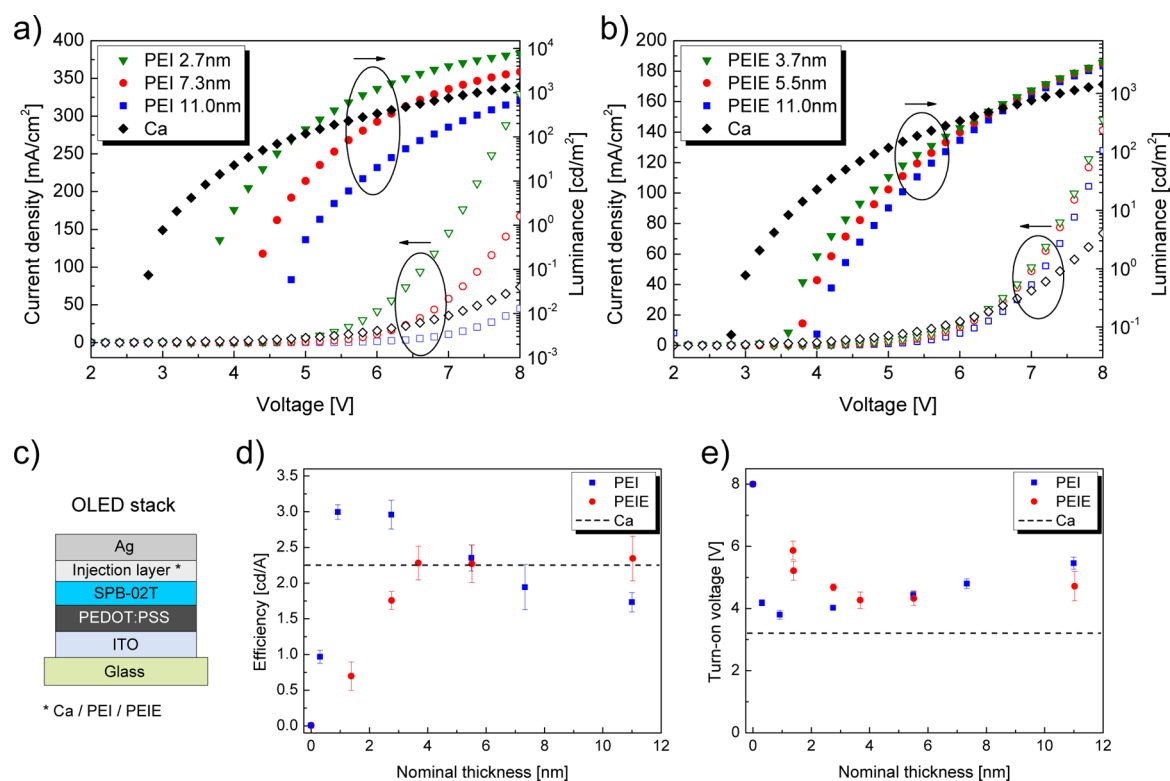 a)
400
350
300
250
200
150
100
50
0
Current density [mA/cm²]
PEI 2.7nm
PEI 7.3nm
PEI 11.0nm
Ca
10⁴
10³
10²
10¹
10⁰
10⁻¹
10⁻²
10⁻³
Luminance [cd/m²]
2 3 4 5 6 7 8
Voltage [V]
b)
200
180
160
140
120
100
80
60
40
20
0
Current density [mA/cm²]
PEIE 3.7nm
PEIE 5.5nm
PEIE 11.0nm
Ca
10³
10²
10¹
10⁰
10⁻¹
Luminance [cd/m²]
2 3 4 5 6 7 8
Voltage [V]
c)
OLED stack
Ag
Injection layer *
SPB-02T
PEDOT:PSS
ITO
Glass
* Ca / PEI / PEIE
d)
3.5
3.0
2.5
2.0
1.5
1.0
0.5
0.0
Efficiency [cd/A]
PEI
PEIE
Ca
0 2 4 6 8 10 12
Nominal thickness [nm]
e)
8
6
4
2
0
Turn-on voltage [V]
PEI
PEIE
Ca
0 2 4 6 8 10 12
Nominal thickness [nm]